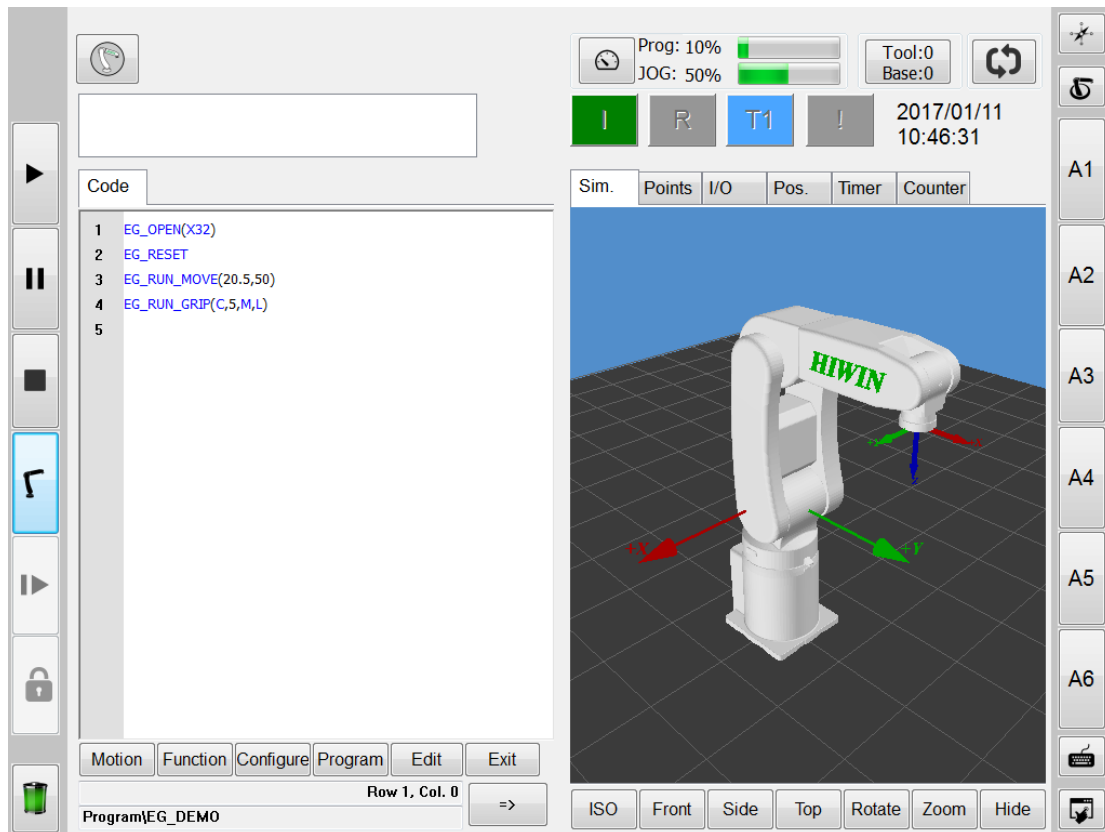 Prog: 10%
JOG: 50%
Tool:0
Base:0
I
R
T1
!
2017/01/11
10:46:31
Code
1 EG_OPEN(X32)
2 EG_RESET
3 EG_RUN_MOVE(20.5,50)
4 EG_RUN_GRIP(C,5,M,L)
5
Motion Function Configure Program Edit Exit
Row 1, Col. 0
Program\EG_DEMO
=>
Sim. Points I/O Pos. Timer Counter
HIWIN
+X
+Y
ISO Front Side Top Rotate Zoom Hide
A1
A2
A3
A4
A5
A6